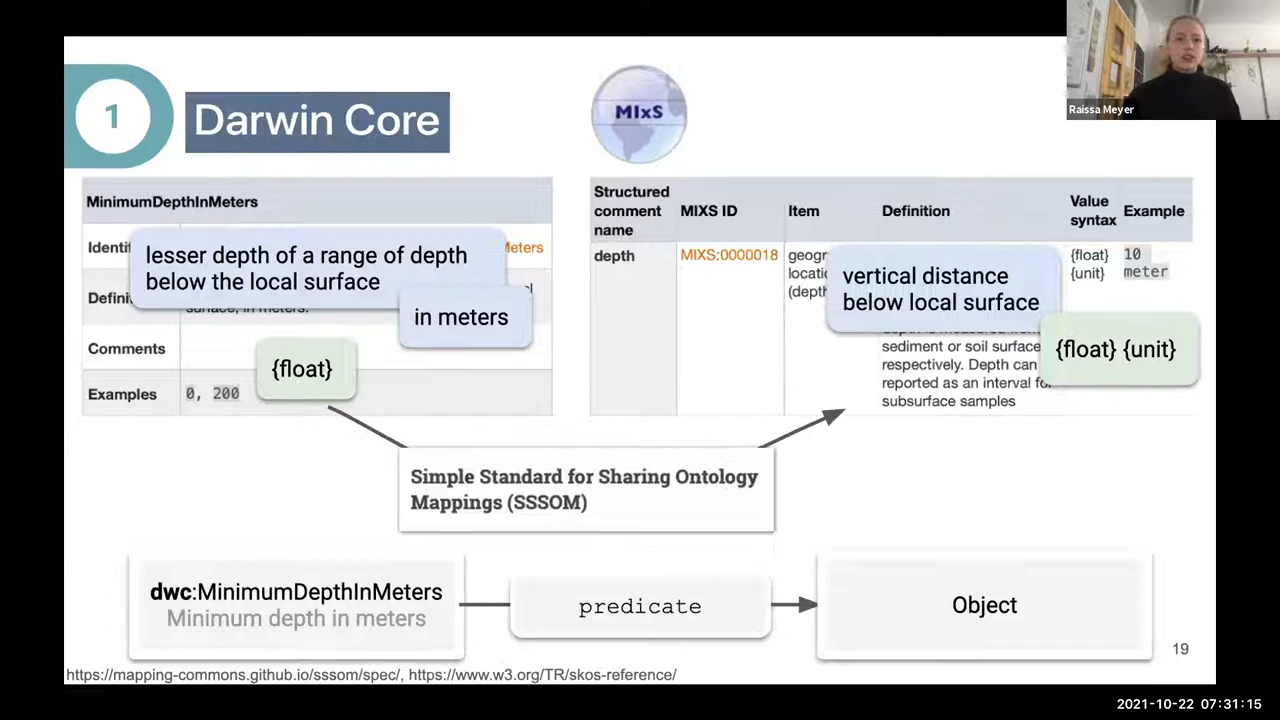 1
Darwin Core
MIxS
Raissa Meyer
MinimumDepthInMeters
Meters
lesser depth of a range of depth
below the local surface
surface, in meters.
in meters
Comments
{float}
Examples
0, 200
Structured
comment
name
MIXS ID
Item
Definition
Value
syntax
Example
depth
MIXS:0000018
{float}
{unit}
10
meter
vertical distance
below local surface
sediment or soil surface
respectively. Depth can
reported as an interval for
subsurface samples
{float} {unit}
Simple Standard for Sharing Ontology
Mappings (SSSOM)
dwc:MinimumDepthInMeters
Minimum depth in meters
predicate
Object
19
https://mapping-commons.github.io/sssom/spec/, https://www.w3.org/TR/skos-reference/
2021-10-22 07:31:15